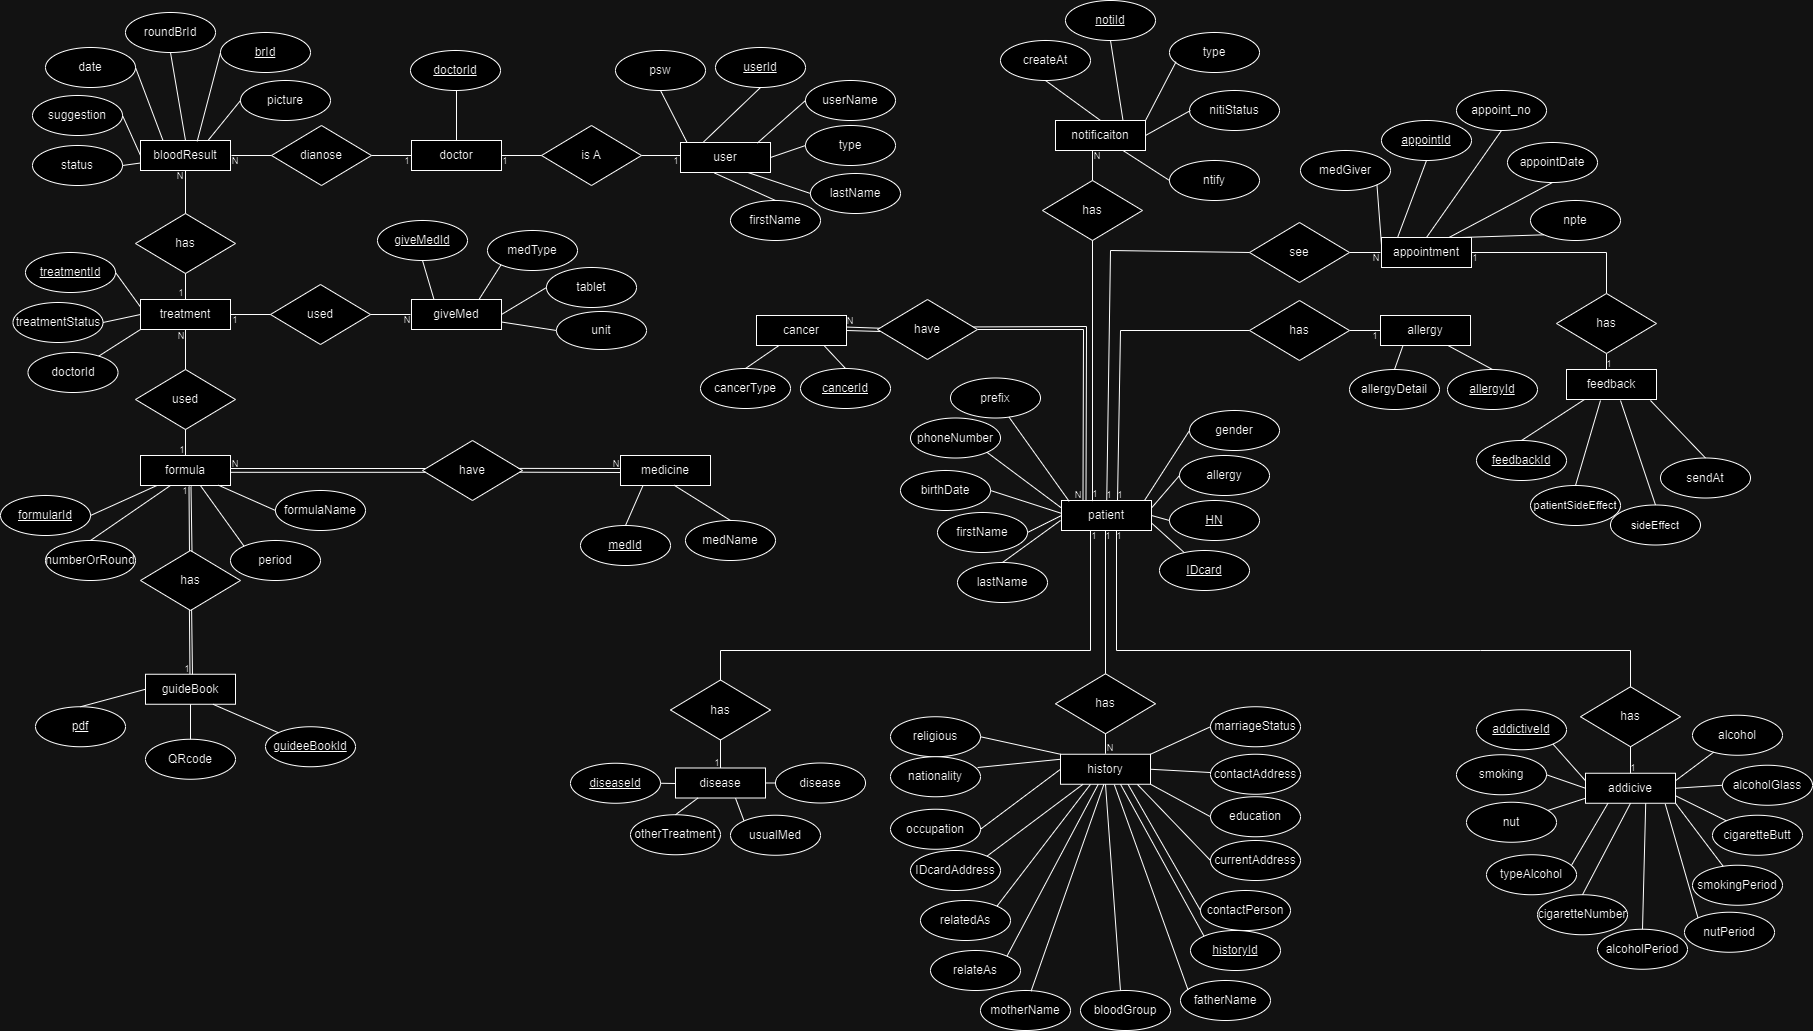 roundBrId
brId
date
picture
suggestion
status
bloodResult
N
dianose
1
doctorId
doctor
1
is A
1
psw
userId
userName
type
user
lastName
firstName
notiId
createAt
type
nitiStatus
notificaiton
N
ntify
has
appoint_no
appointId
appointDate
medGiver
npte
see
N
appointment
1
N
has
1
treatmentId
treatmentStatus
doctorId
treatment
1
N
used
N
giveMedId
medType
tablet
giveMed
unit
used
1
cancer
N
have
cancerType
cancerId
has
1
allergy
allergyDetail
allergyId
has
1
feedback
feedbackId
patientSideEffect
sideEffect
sendAt
prefix
phoneNumber
birthDate
firstName
lastName
N
1
1
1
patient
1
1
1
gender
allergy
HN
IDcard
formula
N
1
have
N
medicine
medId
medName
formularId
numberOrRound
formulaName
period
has
1
guideBook
pdf
QRcode
guideeBookId
has
1
diseaseId
disease
disease
otherTreatment
usualMed
has
N
history
religious
nationality
occupation
IDcardAddress
relatedAs
relateAs
motherName
bloodGroup
fatherName
historyId
contactPerson
currentAddress
education
contactAddress
marriageStatus
has
1
addicive
addictiveId
smoking
nut
typeAlcohol
cigaretteNumber
alcoholPeriod
nutPeriod
smokingPeriod
cigaretteButt
alcoholGlass
alcohol